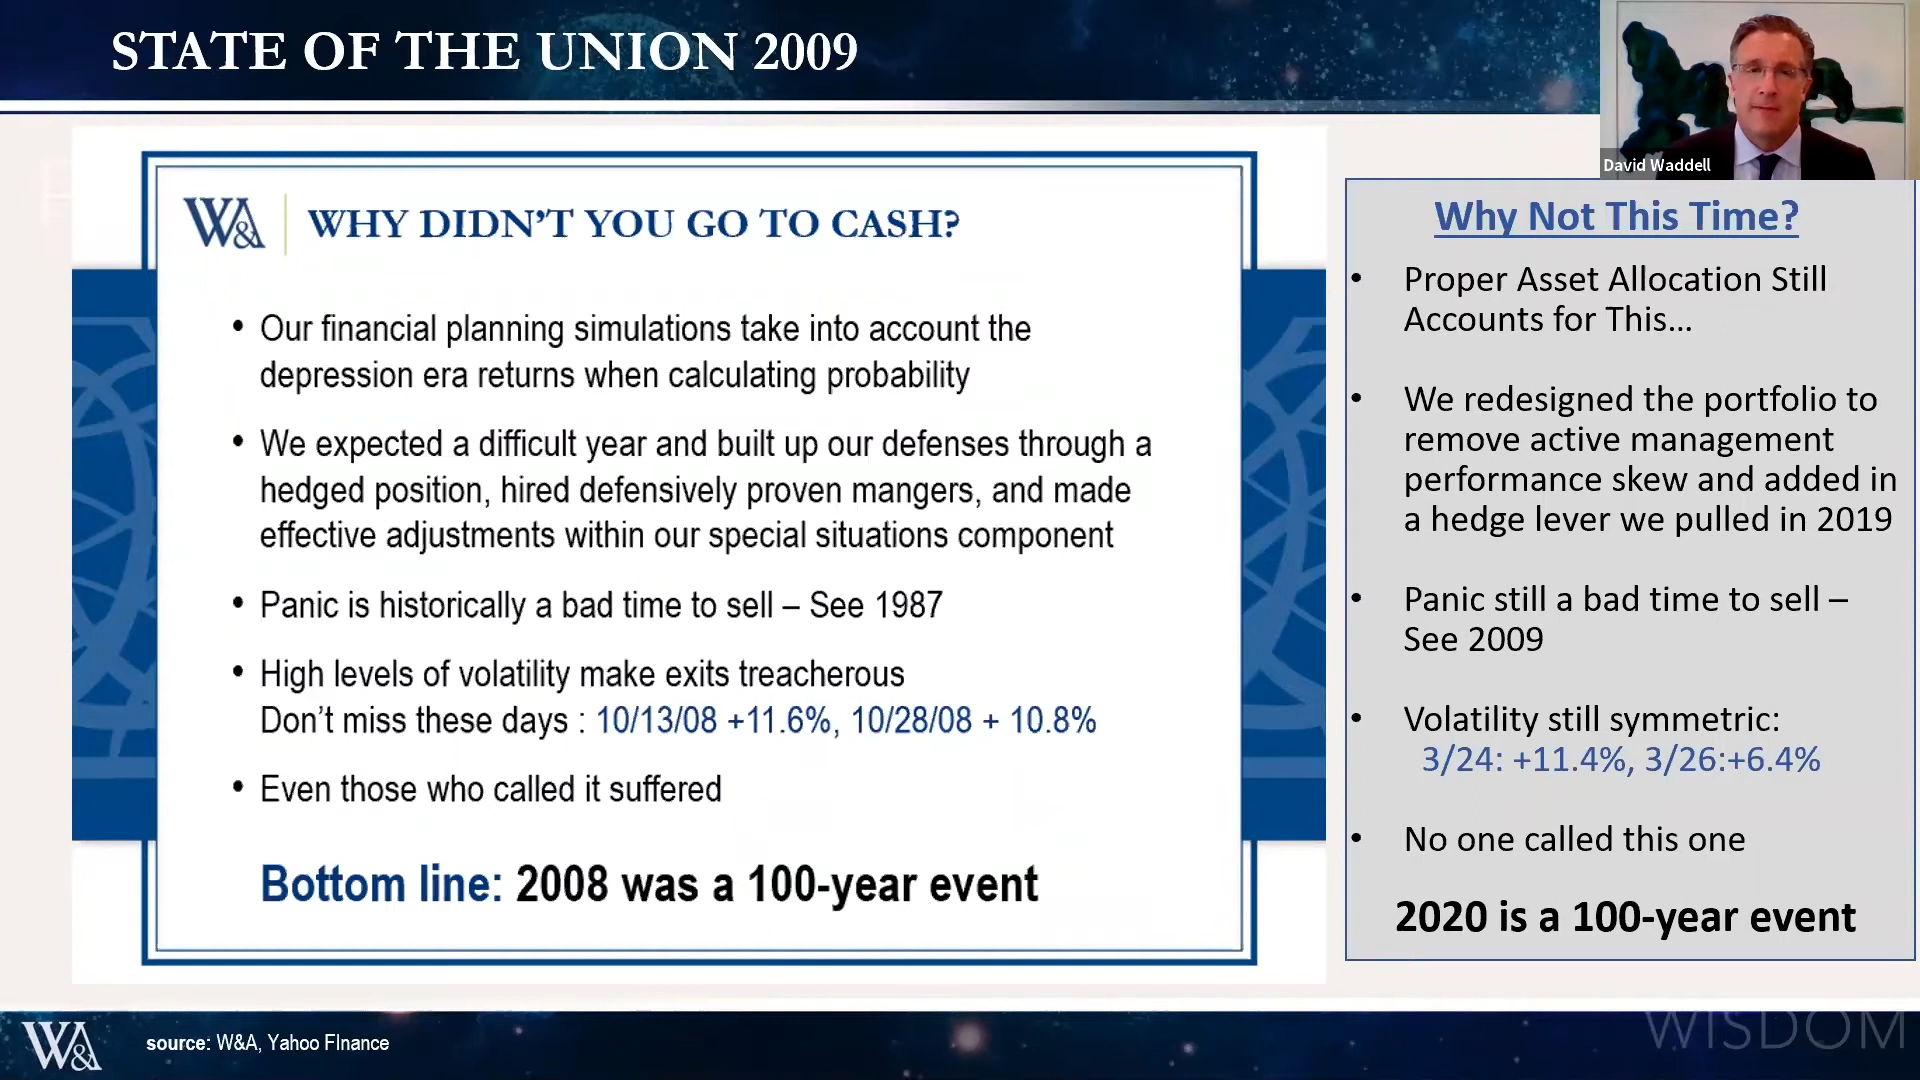 STATE OF THE UNION 2009
David Waddell
W&A
WHY DIDN'T YOU GO TO CASH?
• Our financial planning simulations take into account the
depression era returns when calculating probability
• We expected a difficult year and built up our defenses through a
hedged position, hired defensively proven mangers, and made
effective adjustments within our special situations component
• Panic is historically a bad time to sell – See 1987
• High levels of volatility make exits treacherous
Don't miss these days : 10/13/08 +11.6%, 10/28/08 + 10.8%
• Even those who called it suffered
Bottom line: 2008 was a 100-year event
Why Not This Time?
• Proper Asset Allocation Still
Accounts for This...
• We redesigned the portfolio to
remove active management
performance skew and added in
a hedge lever we pulled in 2019
• Panic still a bad time to sell –
See 2009
• Volatility still symmetric:
3/24: +11.4%, 3/26:+6.4%
• No one called this one
2020 is a 100-year event
W&A
source: W&A, Yahoo FInance
WISDOM